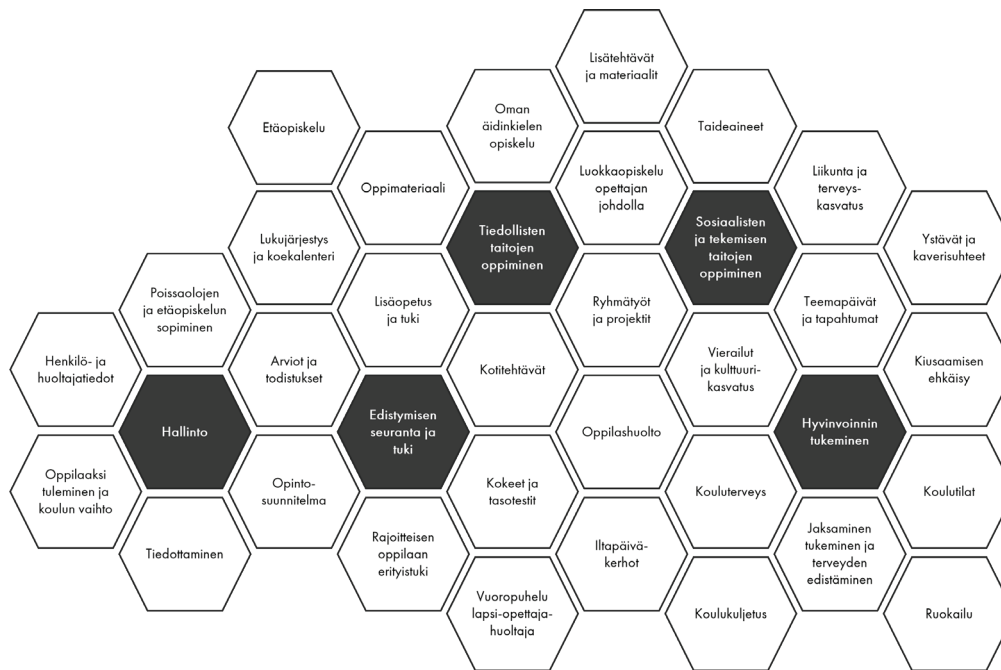 Lisätehtävät
ja materiaalit
Etäopiskelu
Oman
äidinkielen
opiskelu
Taideaineet
Oppimateriaali
Luokkaopiskelu
opettajan
johdolla
Liikunta ja
terveys-
kasvatus
Lukujärjestys
ja koekalenteri
Tiedollisten
taitojen
oppiminen
Sosiaalisten
ja tekemisen
taitojen
oppiminen
Ystävät ja
kaverisuhteet
Poissaolojen
ja etäopiskelun
sopiminen
Lisäopetus
ja tuki
Ryhmätyöt
ja projektit
Teemapäivät
ja tapahtumat
Henkilö- ja
huoltajatiedot
Arviot ja
todistukset
Kotitehtävät
Vierailut
ja kulttuuri-
kasvatus
Kiusaamisen
ehkäisy
Hallinto
Edistymisen
seuranta ja
tuki
Oppilashuolto
Hyvinvoinnin
tukeminen
Oppilaaksi
tuleminen ja
koulun vaihto
Opinto-
suunnitelma
Kokeet ja
tasotestit
Kouluterveys
Koulutilat
Tiedottaminen
Rajoitteisen
oppilaan
erityistuki
Iltapäivä-
kerhot
Jaksaminen
tukeminen ja
terveyden
edistäminen
Vuoropuhelu
lapsi-opettaja-
huoltaja
Koulukuljetus
Ruokailu